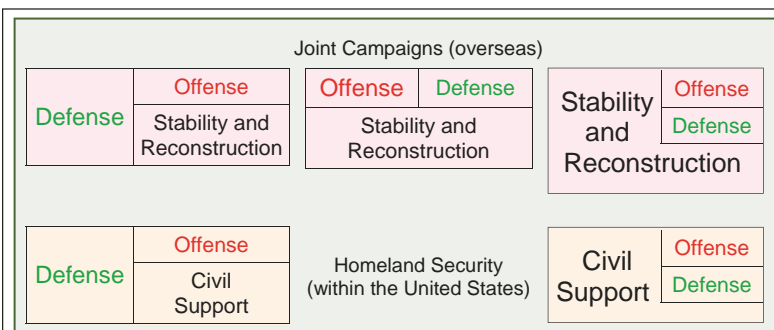 Joint Campaigns (overseas)
Defense
Offense
Stability and
Reconstruction
Offense
Defense
Stability and
Reconstruction
Stability
and
Reconstruction
Offense
Defense
Defense
Offense
Civil
Support
Homeland Security
(within the United States)
Civil
Support
Offense
Defense